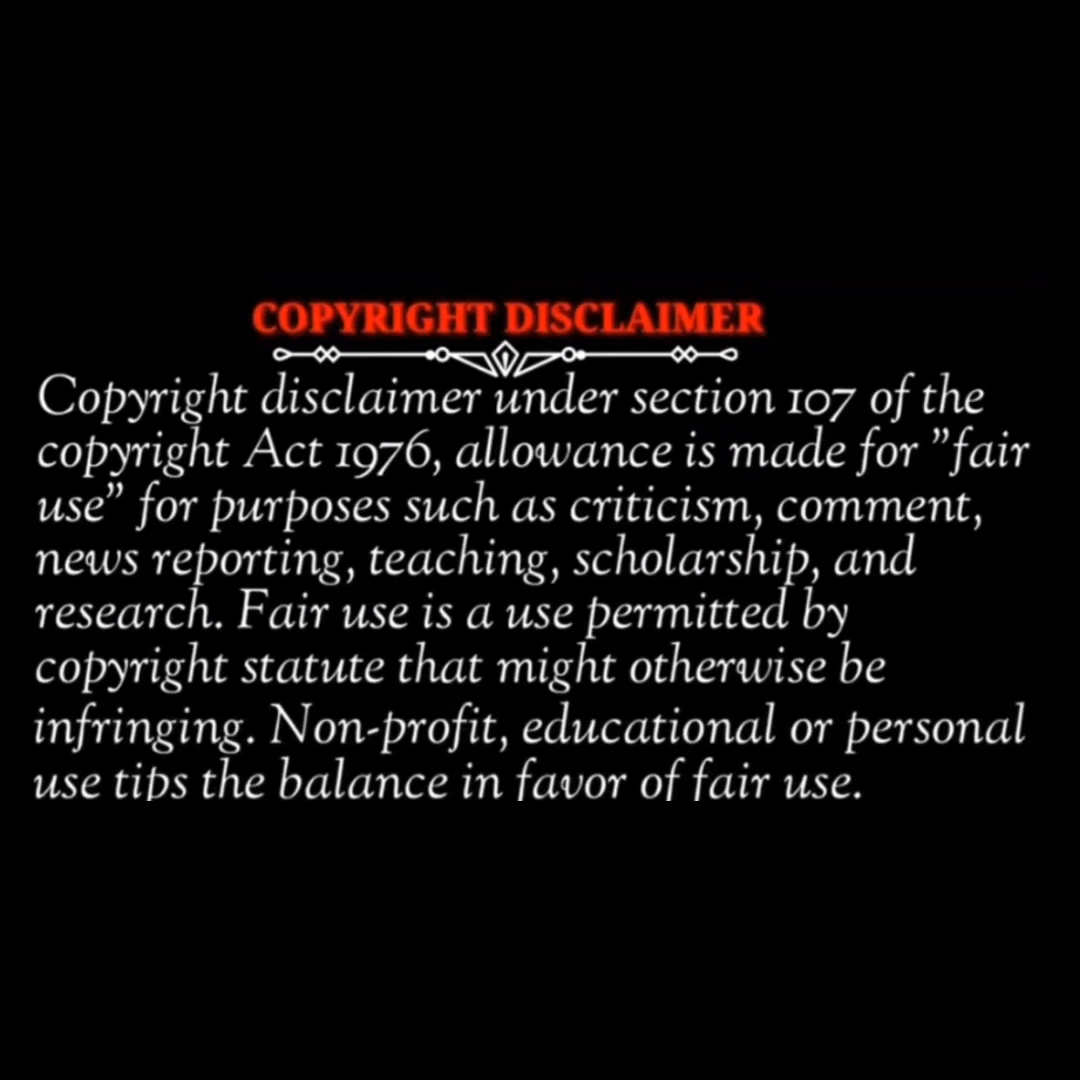 COPYRIGHT DISCLAIMER
Copyright disclaimer under section 107 of the
copyright Act 1976, allowance is made for ”fair
use” for purposes such as criticism, comment,
news reporting, teaching, scholarship, and
research. Fair use is a use permitted by
copyright statute that might otherwise be
infringing. Non-profit, educational or personal
use tips the balance in favor of fair use.